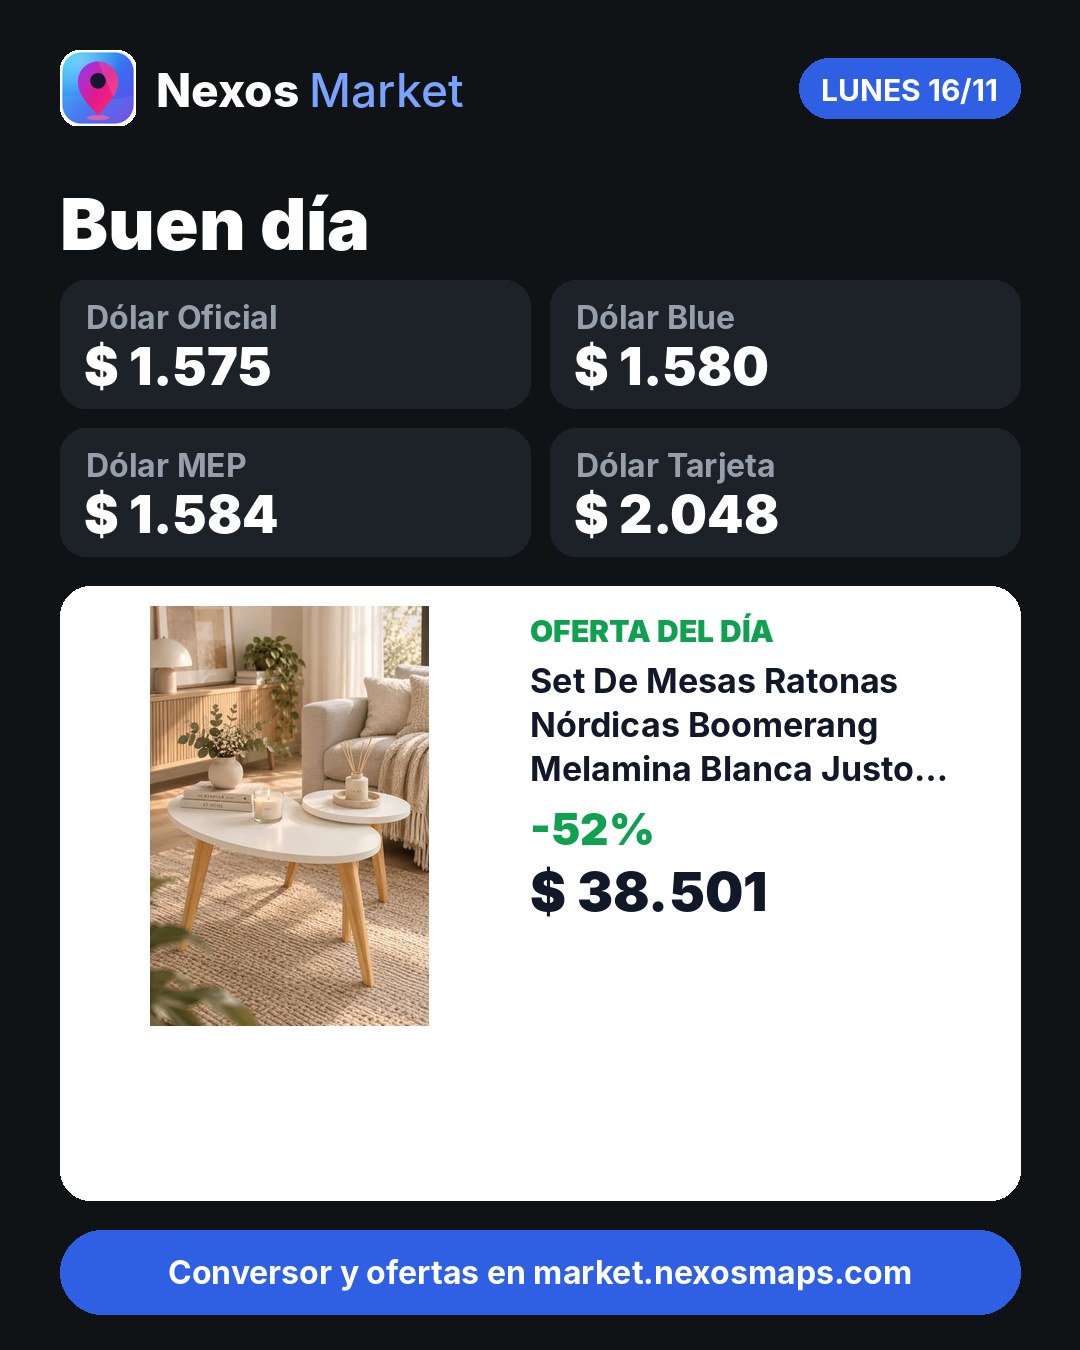 Nexos Market
LUNES 16/11
Buen día
Dólar Oficial
$ 1.575
Dólar Blue
$ 1.580
Dólar MEP
$ 1.584
Dólar Tarjeta
$ 2.048
OFERTA DEL DÍA
Set De Mesas Ratonas
Nórdicas Boomerang
Melamina Blanca Justo...
-52%
$ 38.501
Conversor y ofertas en market.nexosmaps.com